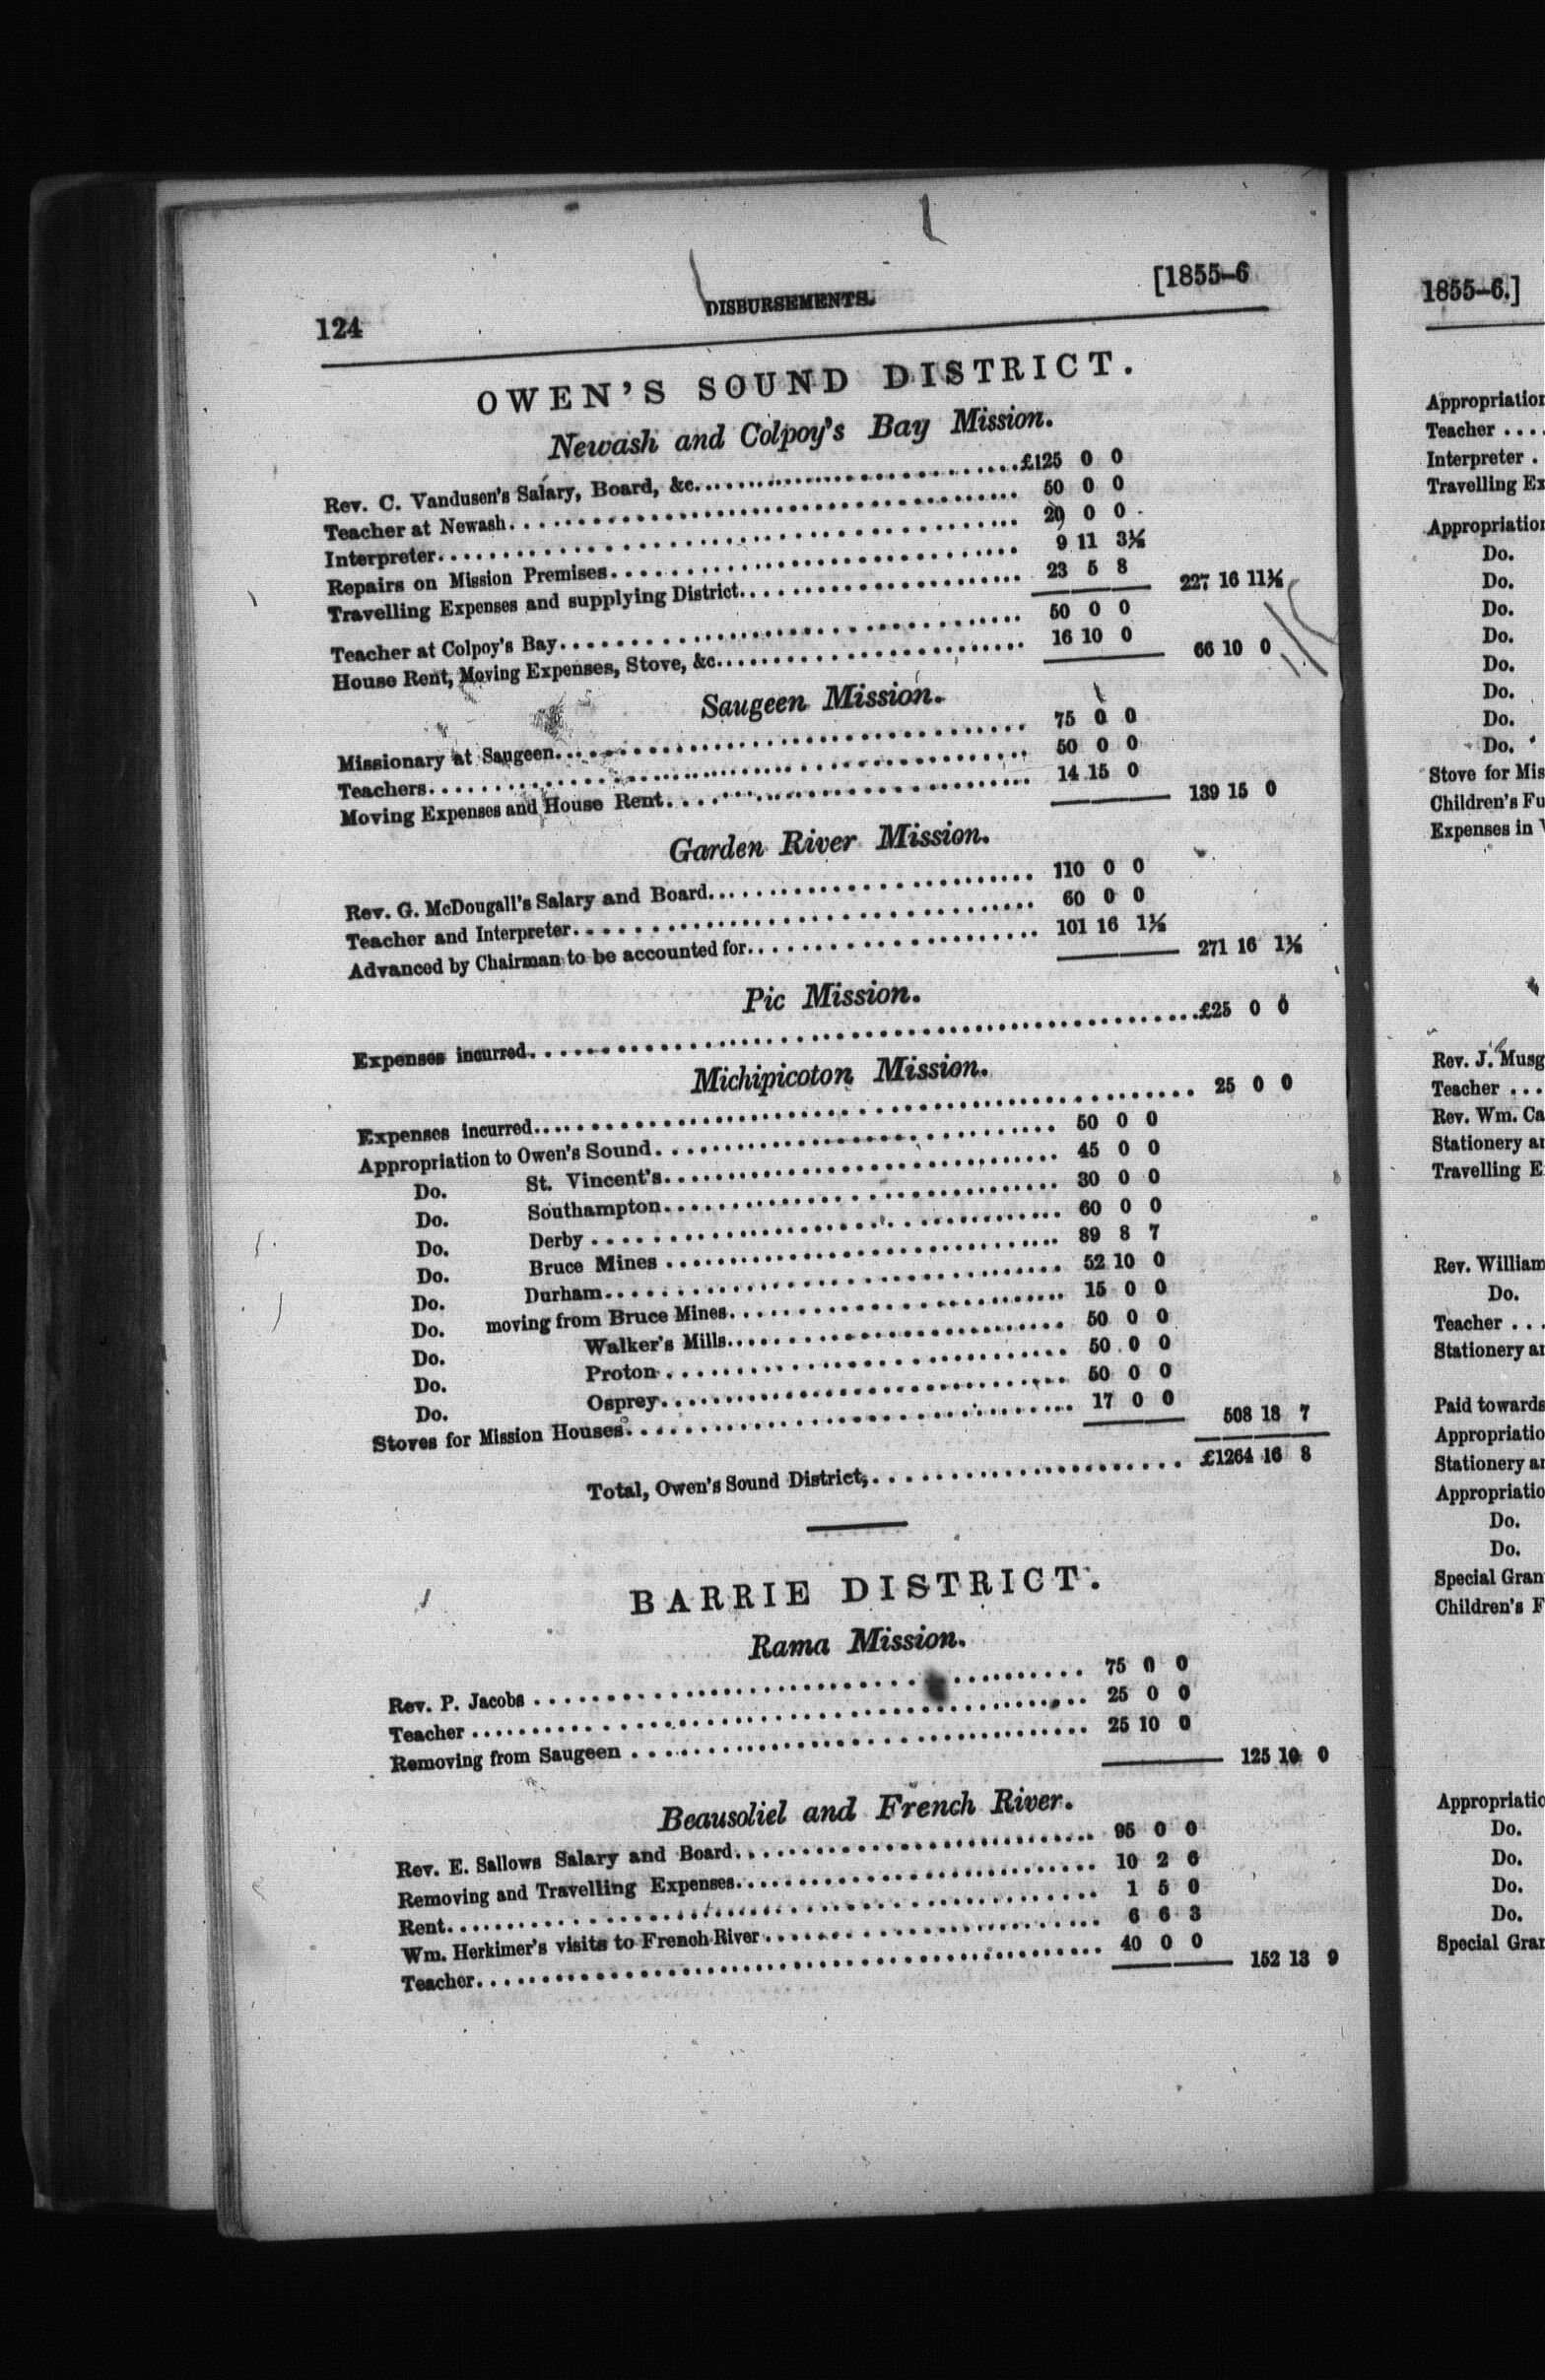 124 DISBURSEMENTS. [1855–6
OWEN'S SOUND DISTRICT.
Newash and Colpoy's Bay Mission.
Rev. C. Vandusen's Salary, Board, &c. £125 0 0
Teacher at Newash. 50 0 0
Interpreter. 20 0 0
Repairs on Mission Premises. 9 11 3½
Travelling Expenses and supplying District. 23 5 8
227 16 11½
Teacher at Colpoy's Bay. 50 0 0
House Rent, Moving Expenses, Stove, &c. 16 10 0
66 10 0
Saugeen Mission.
Missionary at Saugeen. 75 0 0
Teachers. 50 0 0
Moving Expenses and House Rent. 14 15 0
139 15 0
Garden River Mission.
Rev. G. McDougall's Salary and Board. 110 0 0
Teacher and Interpreter. 60 0 0
Advanced by Chairman to be accounted for. 101 16 1½
271 16 1½
Pic Mission.
Expenses incurred. £25 0 0
Michipicoton Mission.
Expenses incurred. 25 0 0
Appropriation to Owen's Sound. 50 0 0
Do. St. Vincent's. 45 0 0
Do. Southampton. 30 0 0
Do. Derby 60 0 0
Do. Bruce Mines 89 8 7
Do. Durham. 52 10 0
Do. moving from Bruce Mines. 15 0 0
Do. Walker's Mills. 50 0 0
Do. Proton. 50 0 0
Do. Osprey. 50 0 0
Stoves for Mission Houses. 17 0 0
508 18 7
Total, Owen's Sound District, £1264 16 8
BARRIE DISTRICT.
Rama Mission.
Rev. P. Jacobs 75 0 0
Teacher 25 0 0
Removing from Saugeen 25 10 0
125 10 0
Beausoliel and French River.
Rev. E. Sallows Salary and Board. 95 0 0
Removing and Travelling Expenses. 10 2 6
Rent. 1 5 0
Wm. Herkimer's visits to French River 6 6 3
Teacher. 40 0 0
152 13 9
1855–6.]
Appropriation
Teacher
Interpreter
Travelling Ex
Appropriation
Do.
Do.
Do.
Do.
Do.
Do.
Do.
Do.
Stove for Mis
Children's Fu
Expenses in
Rev. J. Musg
Teacher
Rev. Wm. Ca
Stationery an
Travelling E
Rev. William
Do.
Teacher
Stationery an
Paid towards
Appropriatio
Stationery an
Appropriatio
Do.
Do.
Special Gran
Children's F
Appropriatio
Do.
Do.
Do.
Do.
Special Gran